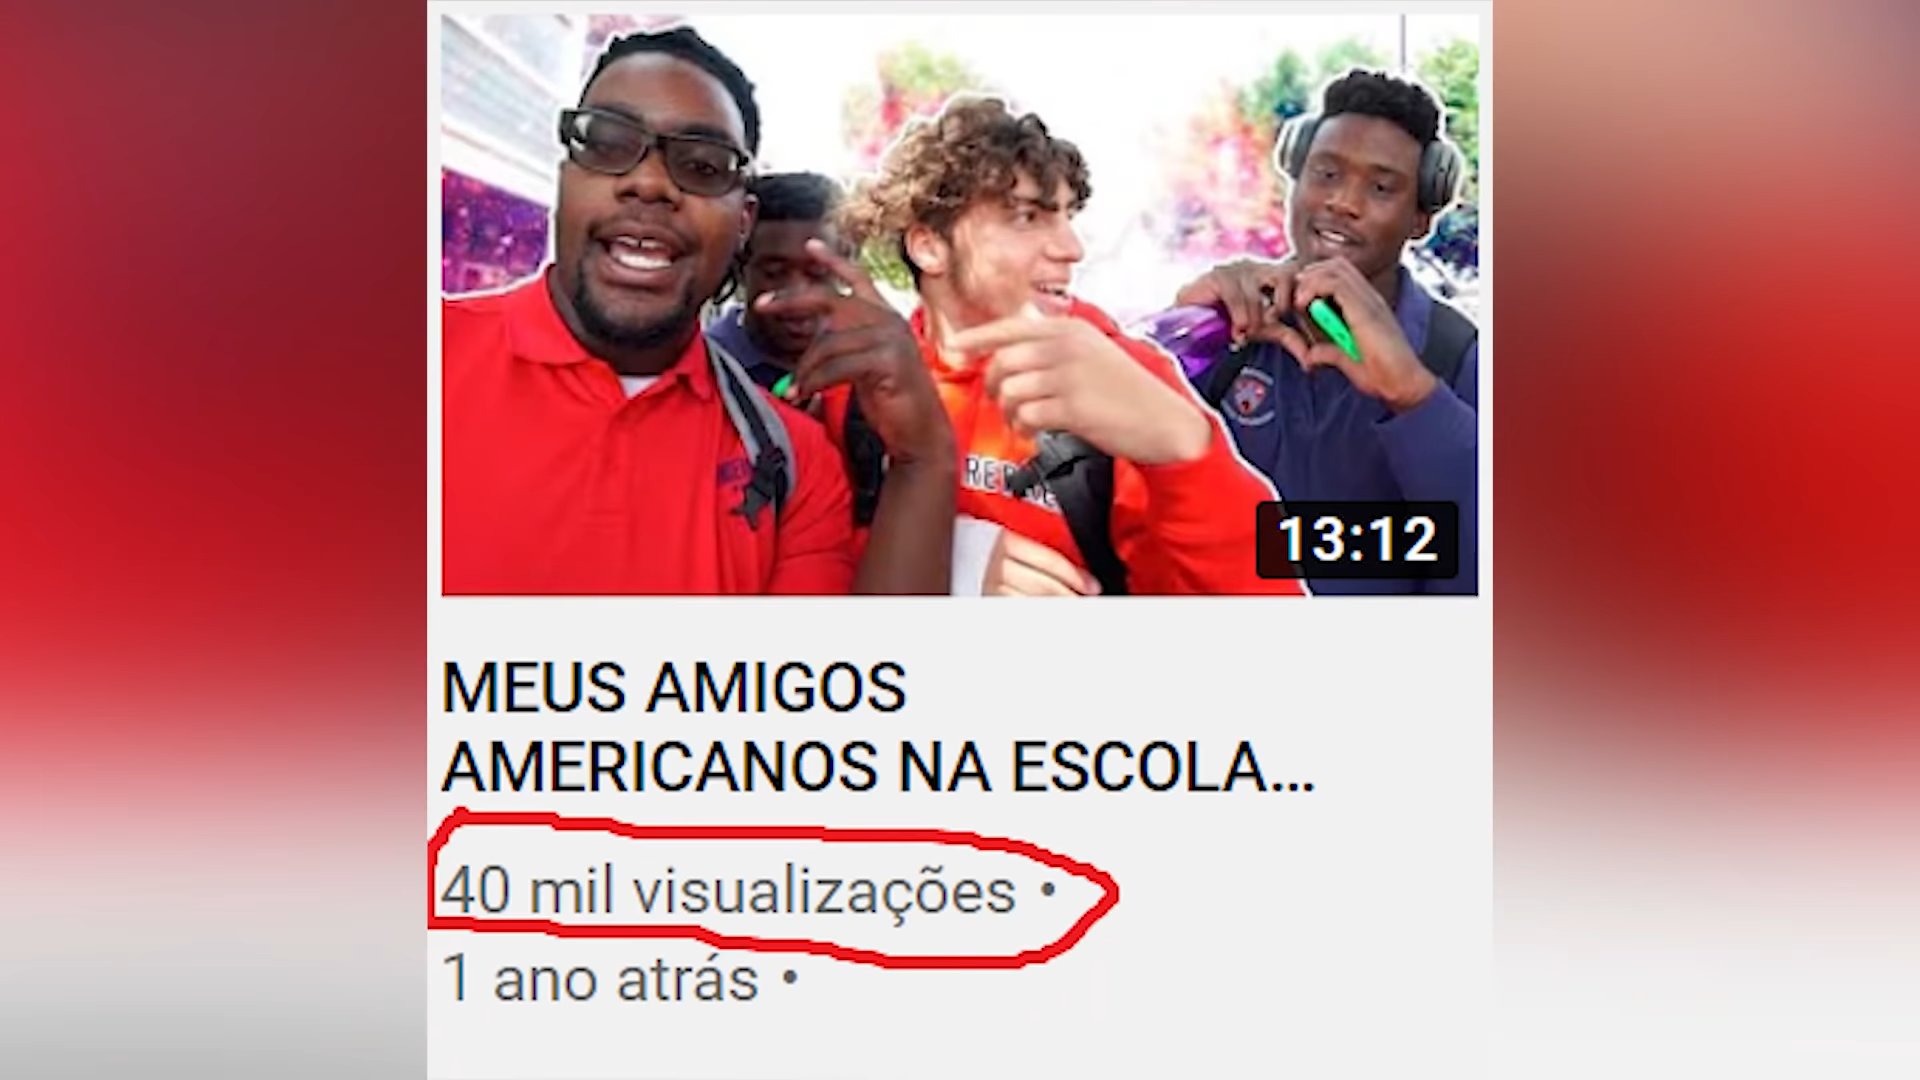 13:12
MEUS AMIGOS
AMERICANOS NA ESCOLA...
40 mil visualizações •
1 ano atrás •